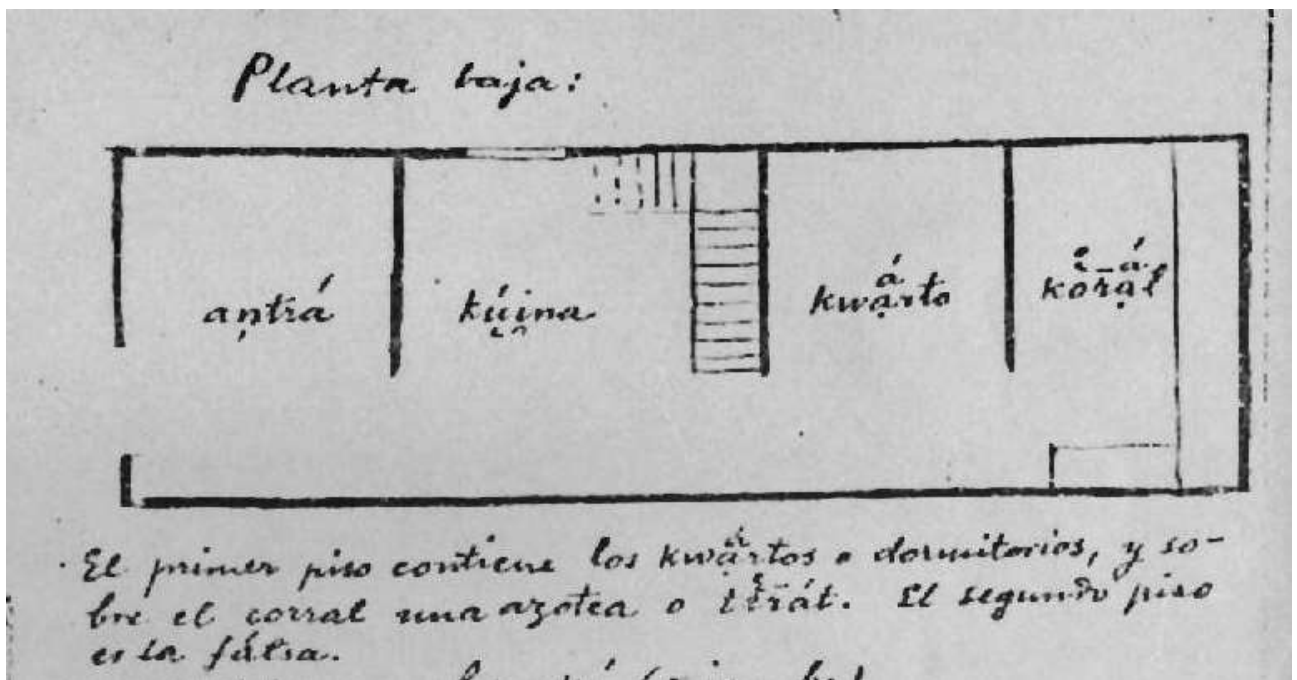 Planta baja:
antrá kúina kwárto korál
El primer piso contiene los kwartos o dormitorios, y so-
bre el corral una azotea o terát. El segundo piso
es la fálsa.